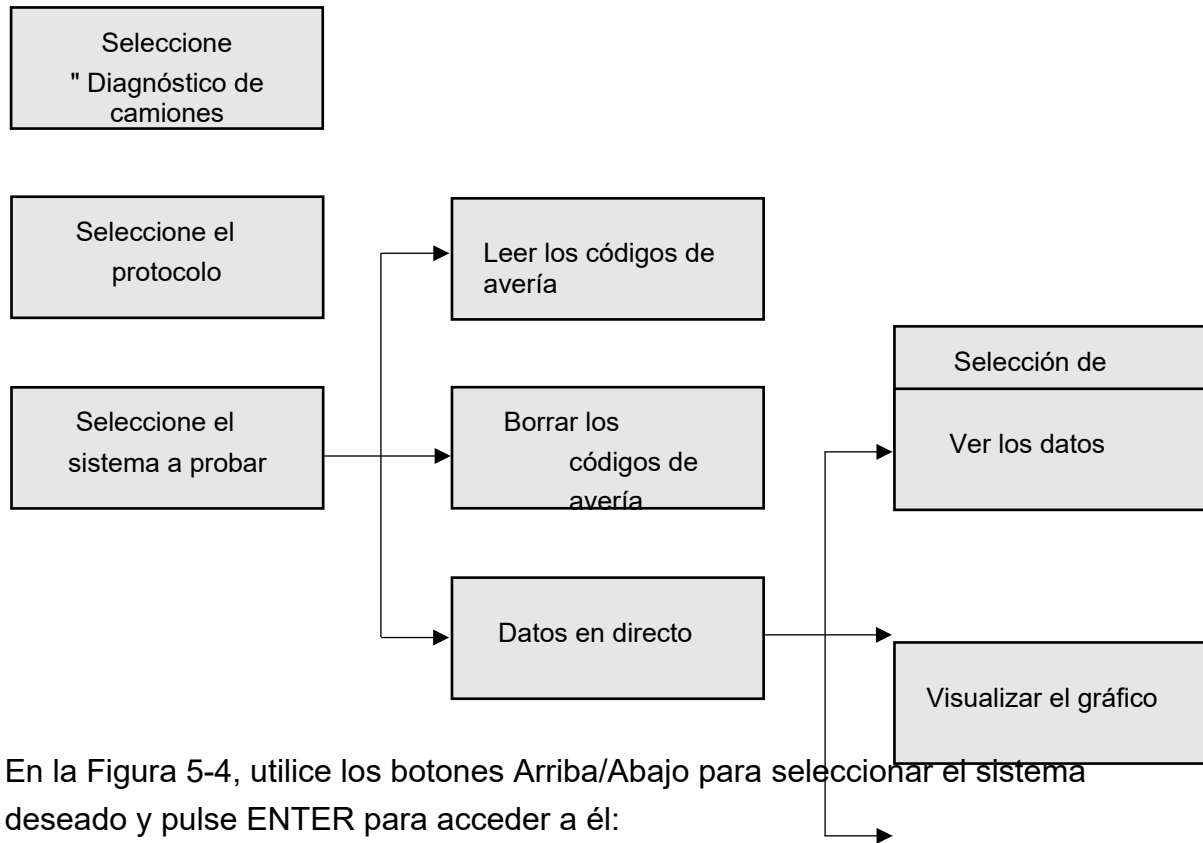 Seleccione
" Diagnóstico de
camiones
Seleccione el
protocolo
Leer los códigos de
avería
Selección de
Seleccione el
sistema a probar
Borrar los
códigos de
avería
Ver los datos
Datos en directo
Visualizar el gráfico
En la Figura 5-4, utilice los botones Arriba/Abajo para seleccionar el sistema
deseado y pulse ENTER para acceder a él: